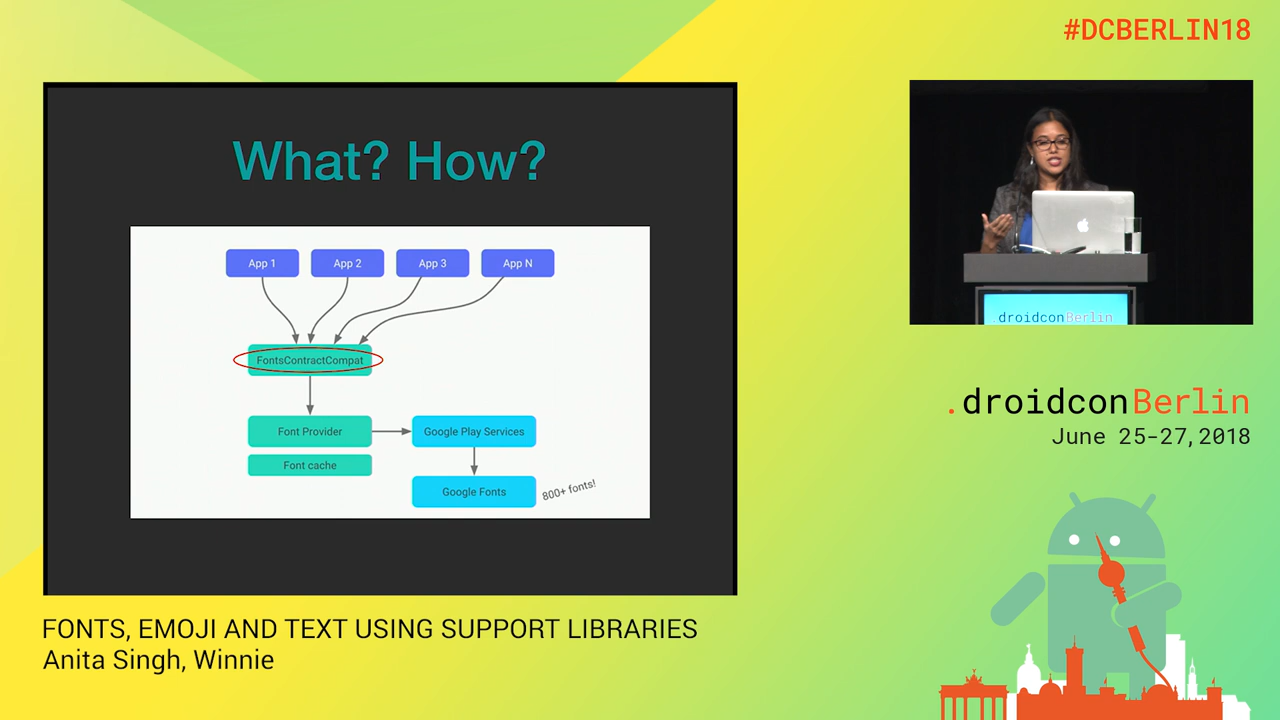 #DCBERLIN18
What? How?
App 1
App 2
App 3
App N
FontsContractCompat
Font Provider
Google Play Services
Font cache
Google Fonts
800+ fonts!
droidconBerlin
.droidconBerlin
June 25-27, 2018
FONTS, EMOJI AND TEXT USING SUPPORT LIBRARIES
Anita Singh, Winnie